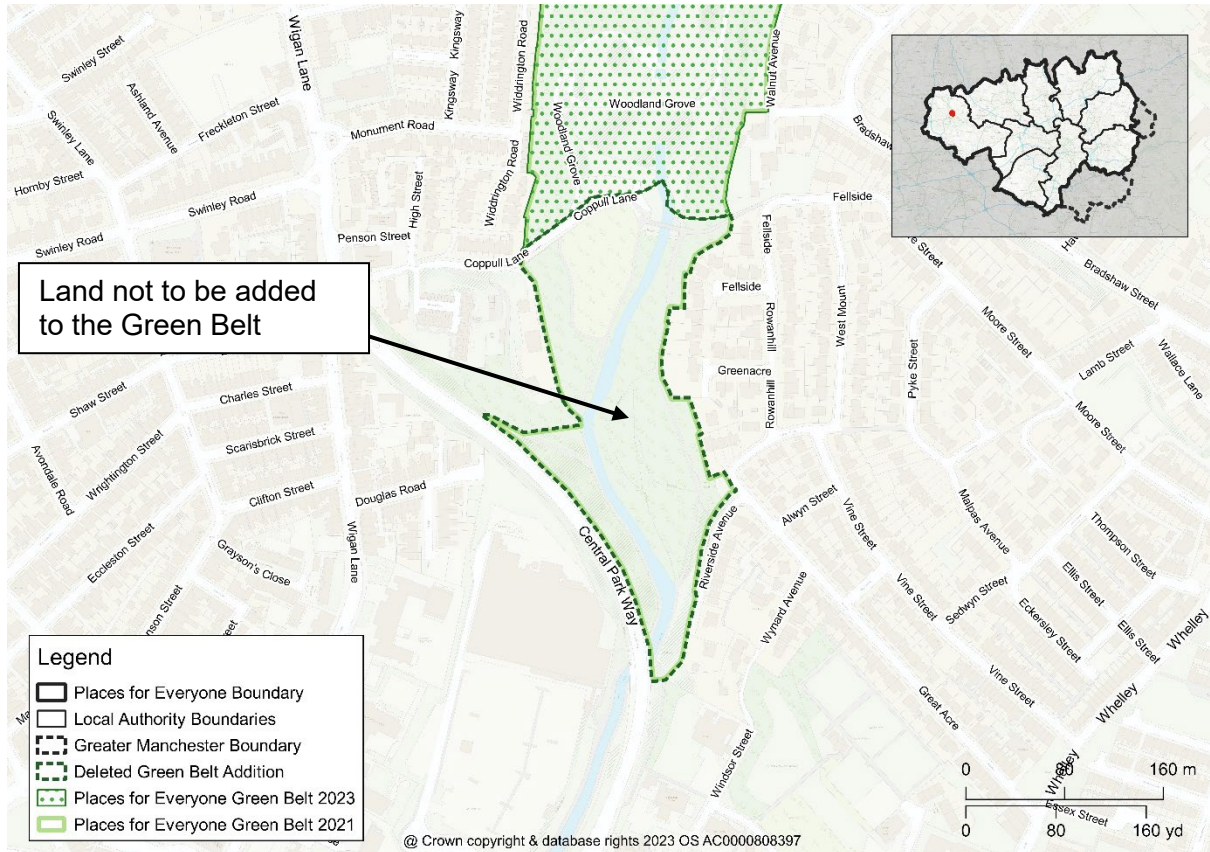 Swinley Street
Wigan Lane
Kingsway
Kingsway
Widdrington Road
Walnut Avenue
Ashland Avenue
Freckleton Street
Woodland Grove
Woodland Grove
Swinley Lane
Monument Road
Bradshaw
Hornby Street
Swinley Road
High Street
Widdrington Road
Coppull Lane
Fellside
Fellside
Swinley Road
Penson Street
Coppull Lane
Bradshaw Street
Land not to be added
to the Green Belt
Fellside
Rowanhill
West Mount
Moore Street
Lamb Street
Wallace Lane
Shaw Street
Charles Street
Greenacre
Rowanhill
Pyke Street
Moore Street
Avondale Road
Wrightington Street
Scarisbrick Street
Clifton Street
Douglas Road
Eccleston Street
Wigan Lane
Grayson's Close
Central Park Way
Riverside Avenue
Alwyn Street
Vine Street
Malpas Avenue
Thompson Street
Ellis Street
Wynard Avenue
Vine Street
Sedwyn Street
Eckersley Street
Ellis Street
Whelley
Vine Street
Great Acre
Whelley
Windsor Street
Whelley
Essex Street
Legend
Places for Everyone Boundary
Local Authority Boundaries
Greater Manchester Boundary
Deleted Green Belt Addition
Places for Everyone Green Belt 2023
Places for Everyone Green Belt 2021
0 80 160 m
0 80 160 yd
@ Crown copyright & database rights 2023 OS AC0000808397